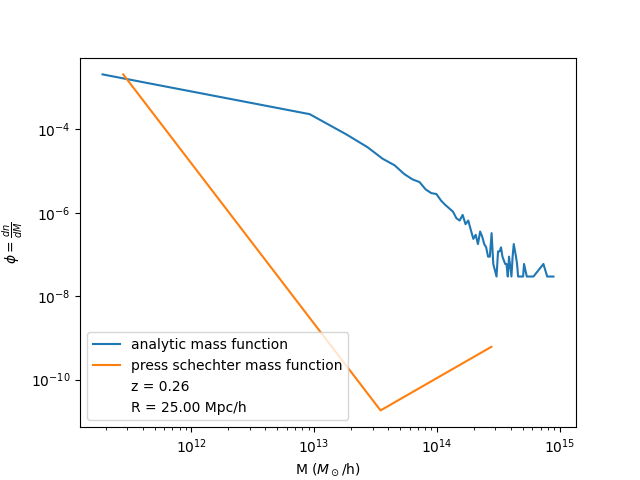 10⁻⁴
10⁻⁶
10⁻⁸
10⁻¹⁰
ϕ = dn/dM
analytic mass function
press schechter mass function
z = 0.26
R = 25.00 Mpc/h
10¹² 10¹³ 10¹⁴ 10¹⁵
M (M⊙/h)